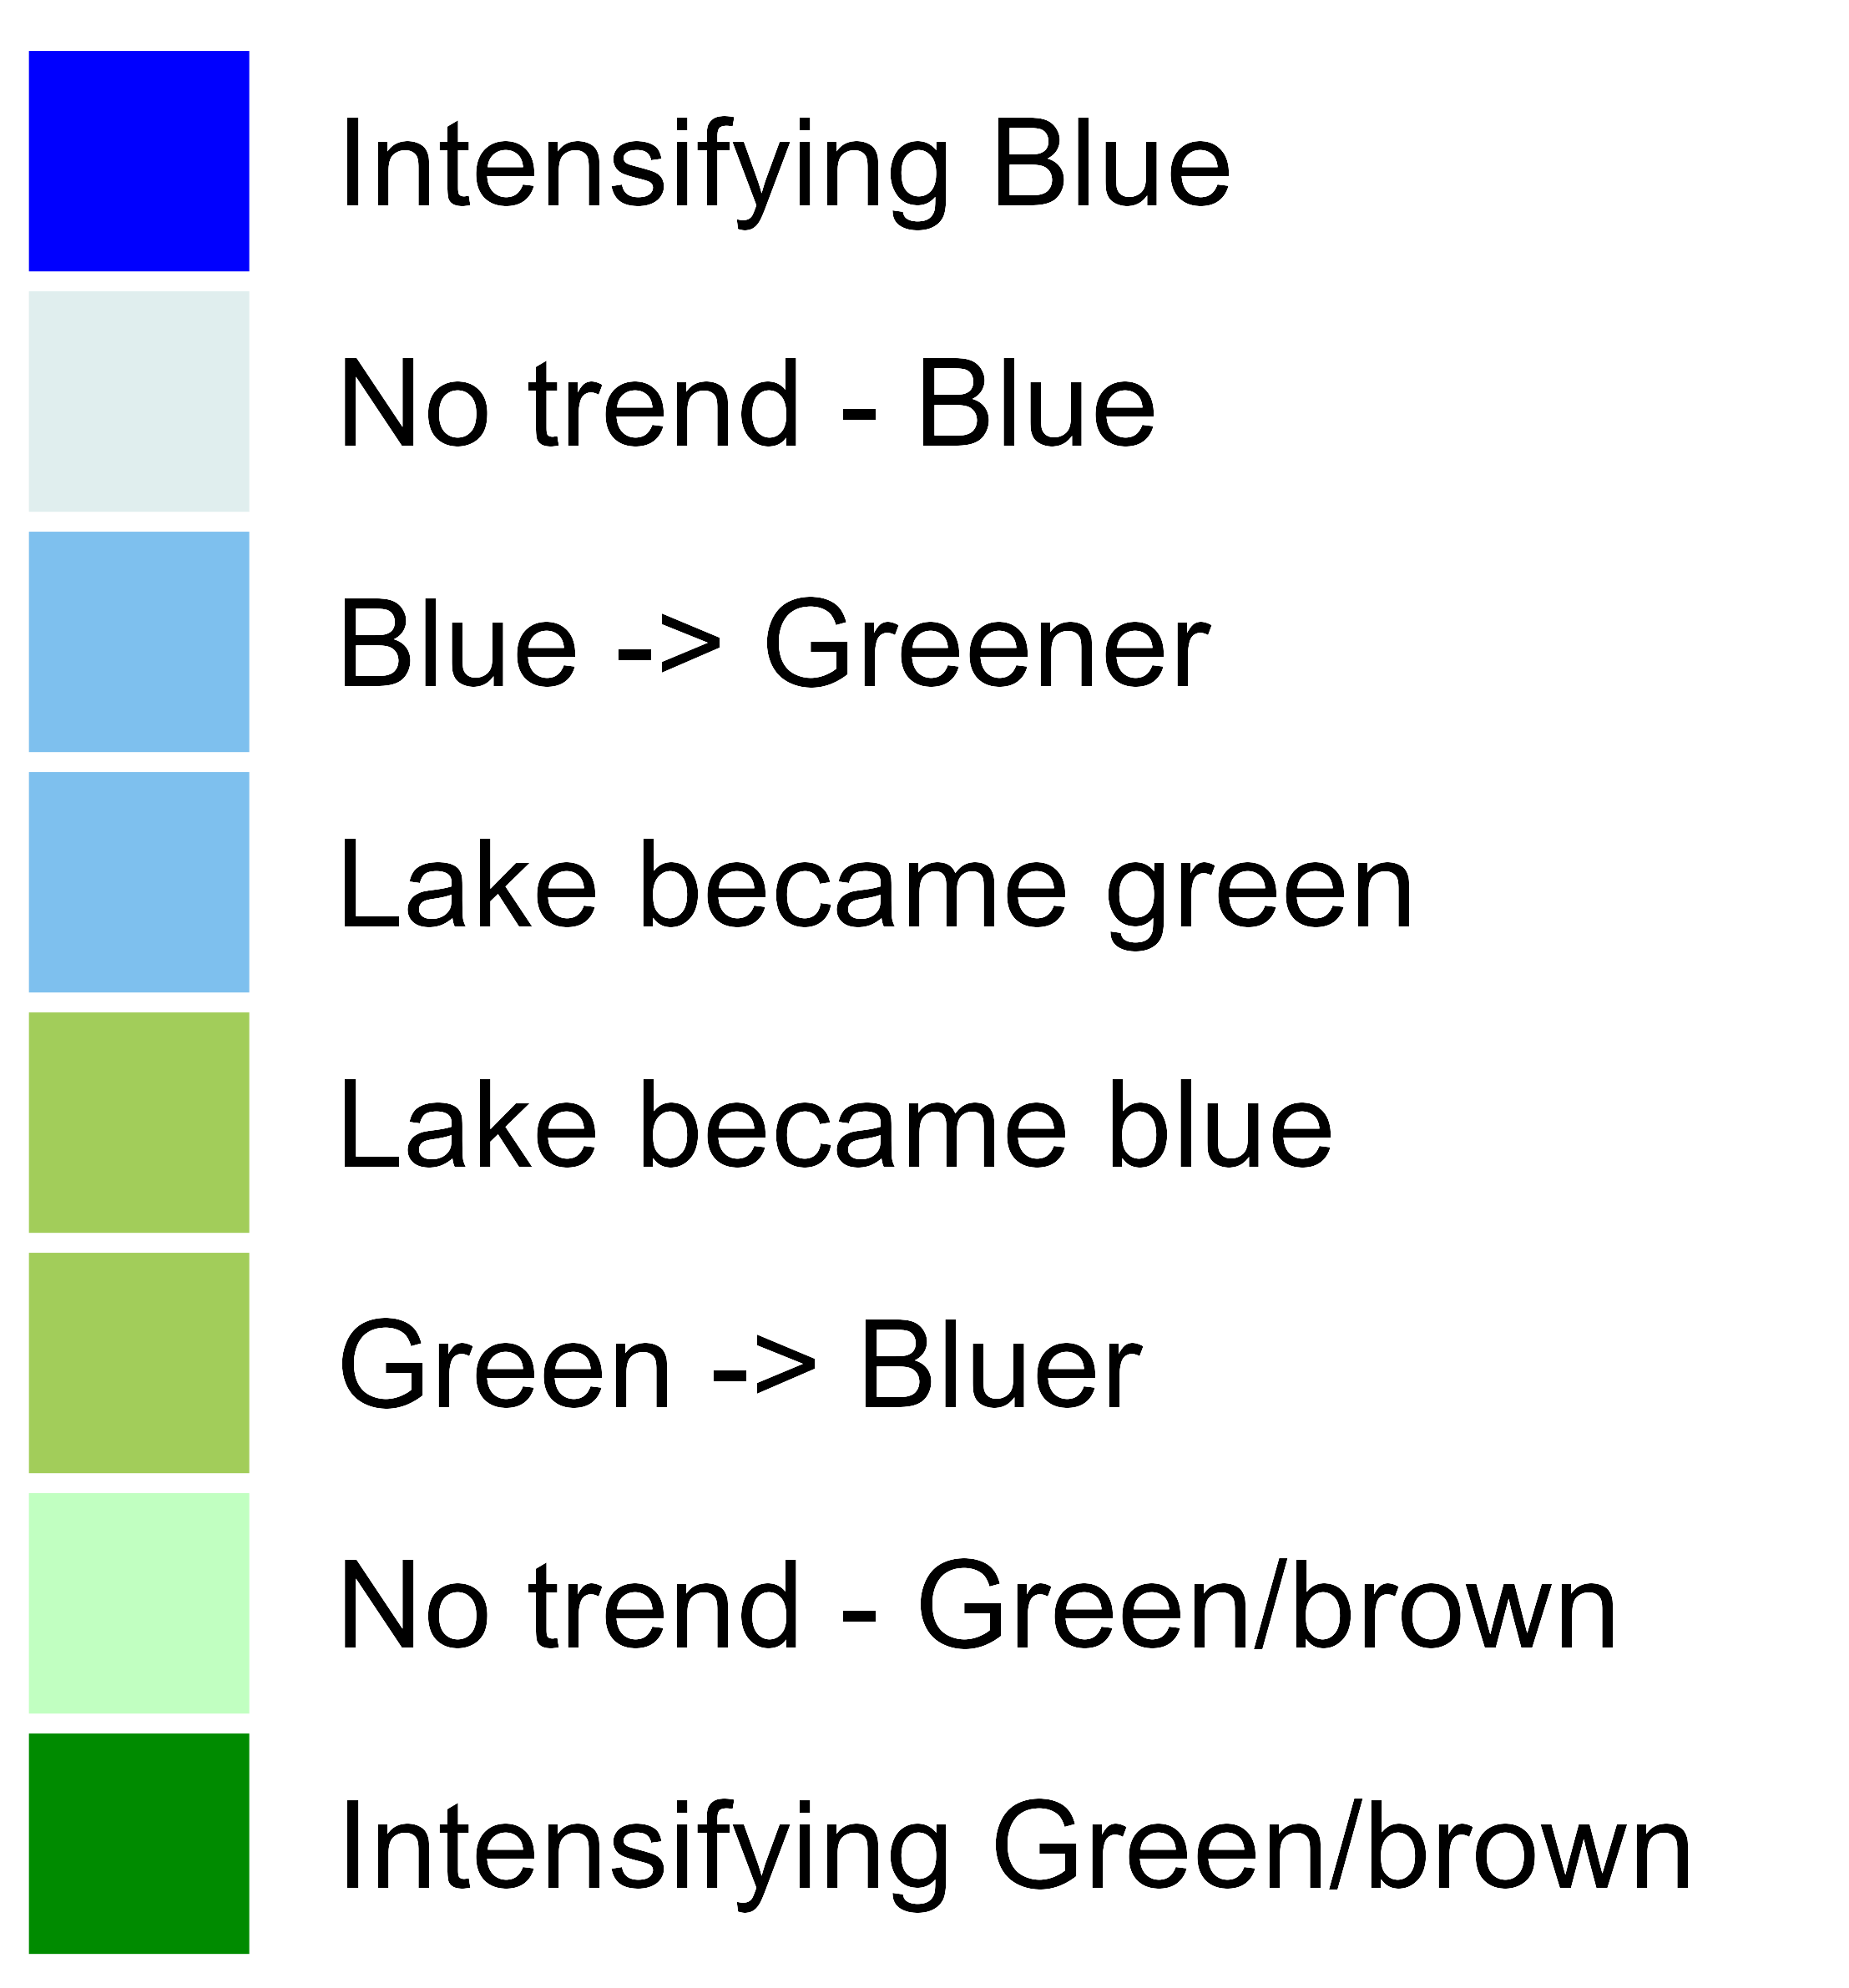 Intensifying Blue
No trend - Blue
Blue -> Greener
Lake became green
Lake became blue
Green -> Bluer
No trend - Green/brown
Intensifying Green/brown